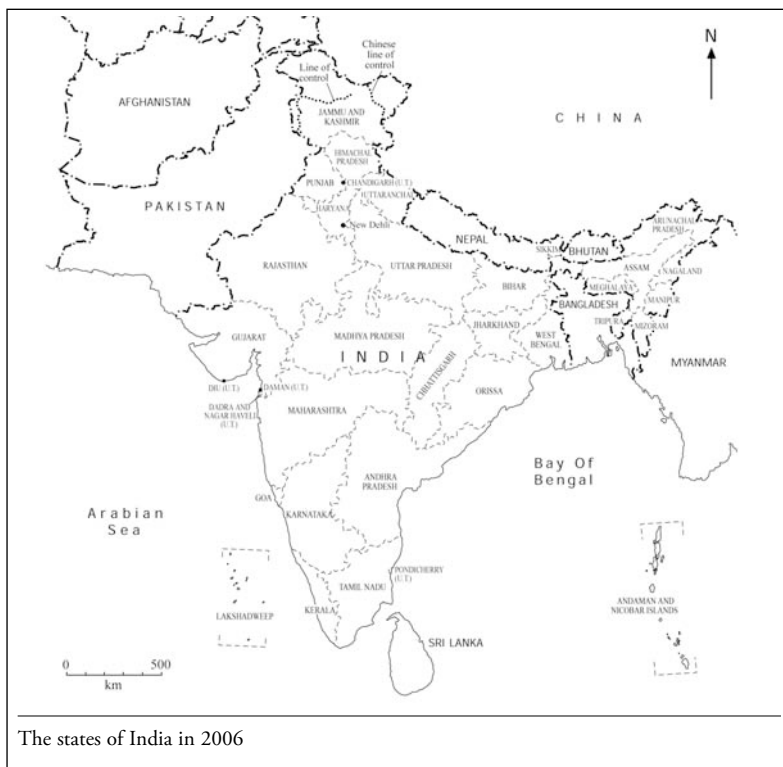 N
Chinese
line of
control
Line of
control
AFGHANISTAN
JAMMU AND
KASHMIR
CHINA
HIMACHAL
PRADESH
PUNJAB
CHANDIGARH (U.T.)
UTTARANCHAL
PAKISTAN
HARYANA
New Dehli
NEPAL
SIKKIM
BHUTAN
ARUNACHAL
PRADESH
RAJASTHAN
UTTAR PRADESH
ASSAM
NAGALAND
BIHAR
MEGHALAYA
BANGLADESH
MANIPUR
GUJARAT
MADHYA PRADESH
JHARKHAND
WEST
BENGAL
TRIPURA
MIZORAM
INDIA
CHHATTISGARH
MYANMAR
DIU (U.T.)
DAMAN (U.T.)
DADRA AND
NAGAR HAVELI
(U.T.)
MAHARASHTRA
ORISSA
Bay Of
Bengal
ANDHRA
PRADESH
GOA
KARNATAKA
Arabian
Sea
PONDICHERRY
(U.T.)
TAMIL NADU
KERALA
LAKSHADWEEP
ANDAMAN AND
NICOBAR ISLANDS
SRI LANKA
0 500
km
The states of India in 2006